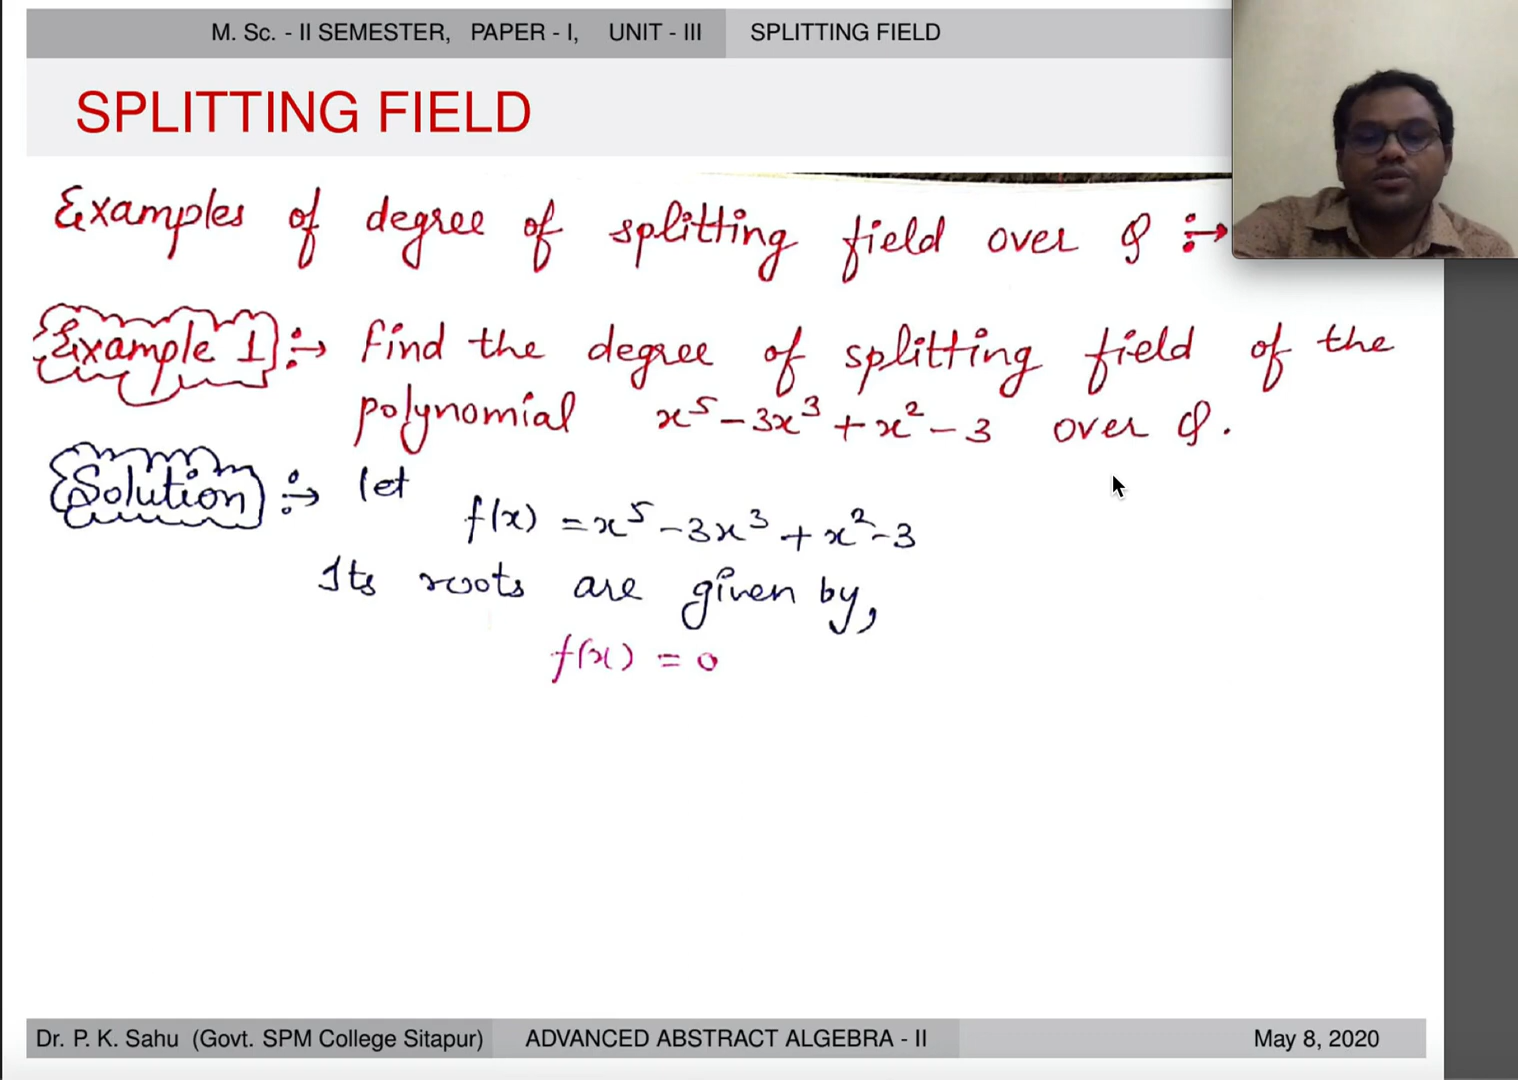 M. Sc. - II SEMESTER, PAPER - I, UNIT - III SPLITTING FIELD
SPLITTING FIELD
Examples of degree of splitting field over Q :→
Example 1 :→ Find the degree of splitting field of the
polynomial x⁵ - 3x³ + x² - 3 over Q.
Solution :→ let
f(x) = x⁵ - 3x³ + x² - 3
Its roots are given by,
f(x) = 0
Dr. P. K. Sahu (Govt. SPM College Sitapur) ADVANCED ABSTRACT ALGEBRA - II May 8, 2020